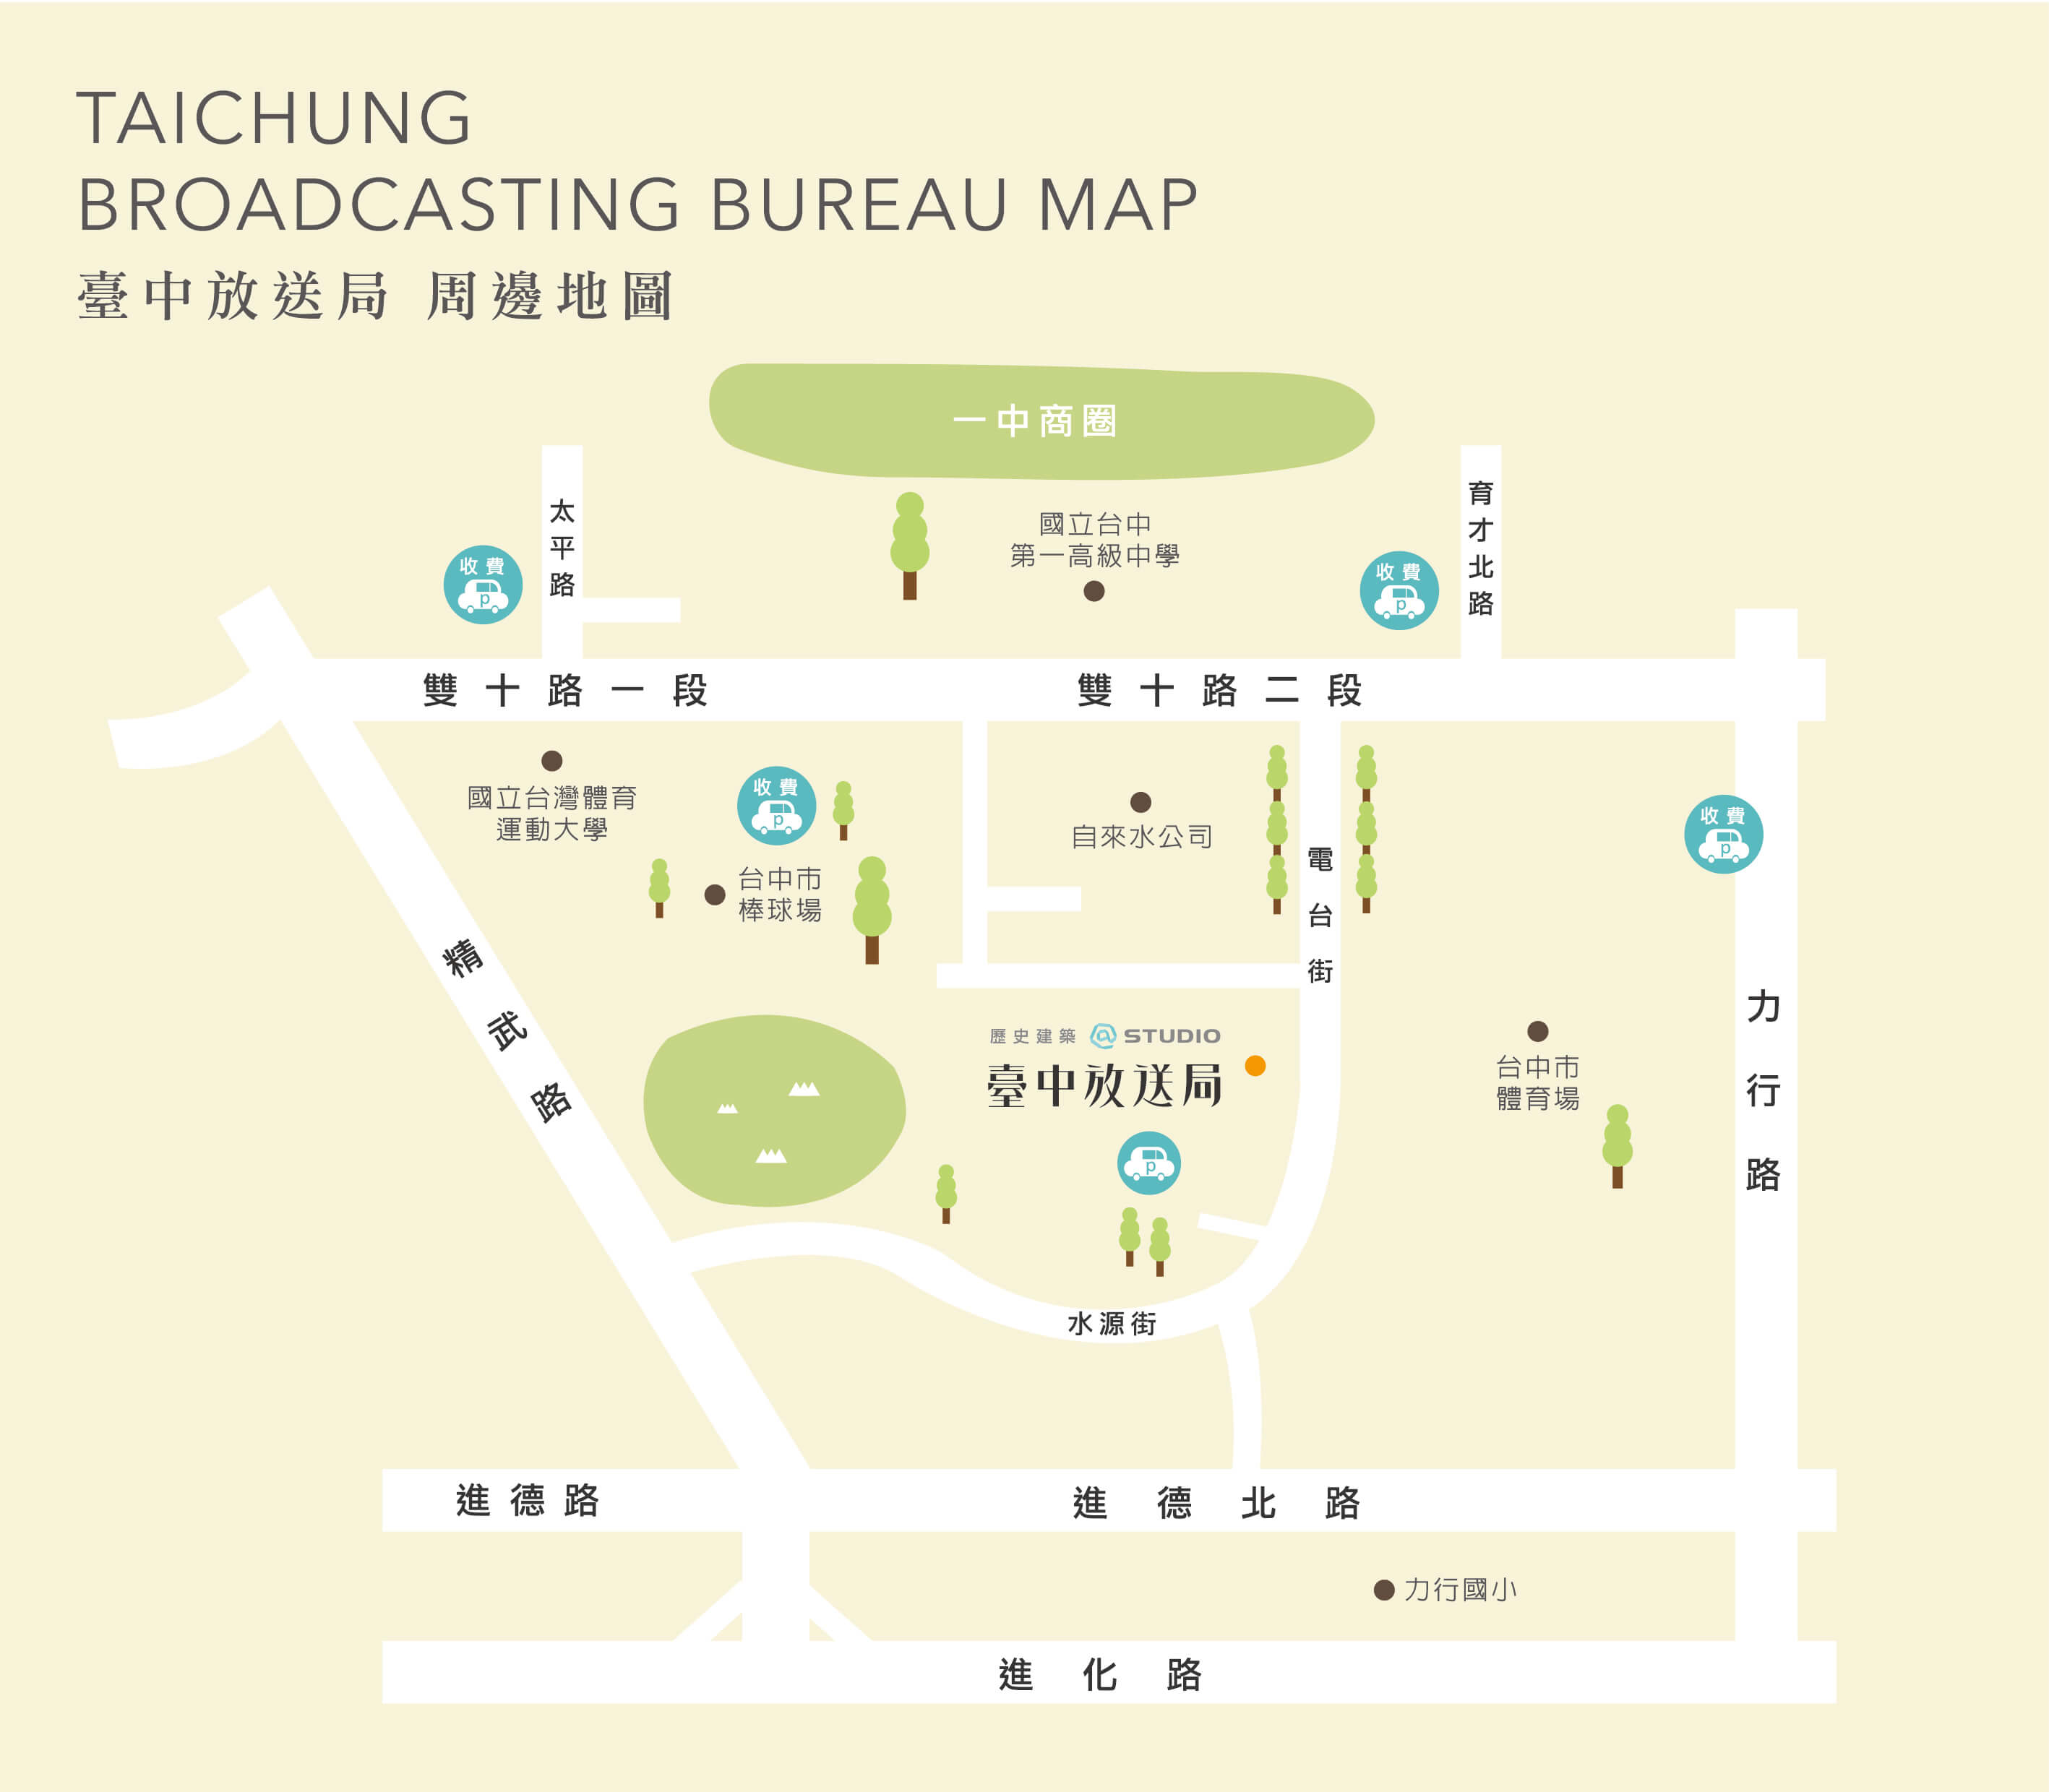 TAICHUNG
BROADCASTING BUREAU MAP
臺中放送局 周邊地圖
一中商圈
太平路
育才北路
國立台中
第一高級中學
收費
p
收費
p
雙十路一段
雙十路二段
國立台灣體育
運動大學
收費
p
自來水公司
收費
p
台中市
棒球場
電台街
精武路
力行路
歷史建築 @STUDIO
臺中放送局
台中市
體育場
p
水源街
進德路
進德北路
力行國小
進化路